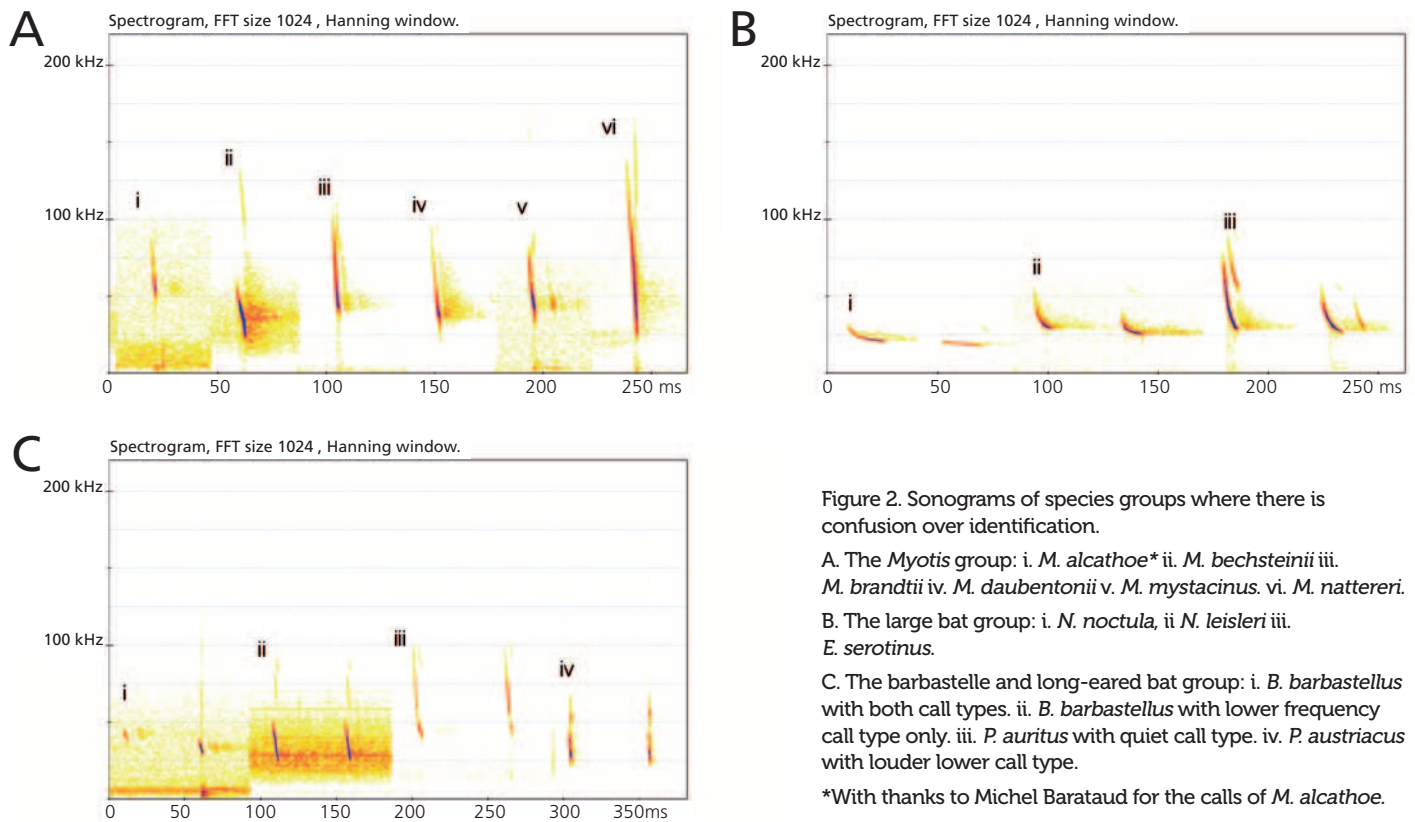 A
Spectrogram, FFT size 1024 , Hanning window.
200 kHz
100 kHz
i
ii
iii
iv
v
vi
0 50 100 150 200 250 ms
B
Spectrogram, FFT size 1024 , Hanning window.
200 kHz
100 kHz
i
ii
iii
0 50 100 150 200 250 ms
C
Spectrogram, FFT size 1024 , Hanning window.
200 kHz
100 kHz
i
ii
iii
iv
0 50 100 150 200 250 300 350ms
Figure 2. Sonograms of species groups where there is
confusion over identification.
A. The Myotis group: i. M. alcathoe* ii. M. bechsteinii iii.
M. brandtii iv. M. daubentonii v. M. mystacinus. vi. M. nattereri.
B. The large bat group: i. N. noctula, ii N. leisleri iii.
E. serotinus.
C. The barbastelle and long-eared bat group: i. B. barbastellus
with both call types. ii. B. barbastellus with lower frequency
call type only. iii. P. auritus with quiet call type. iv. P. austriacus
with louder lower call type.
*With thanks to Michel Barataud for the calls of M. alcathoe.